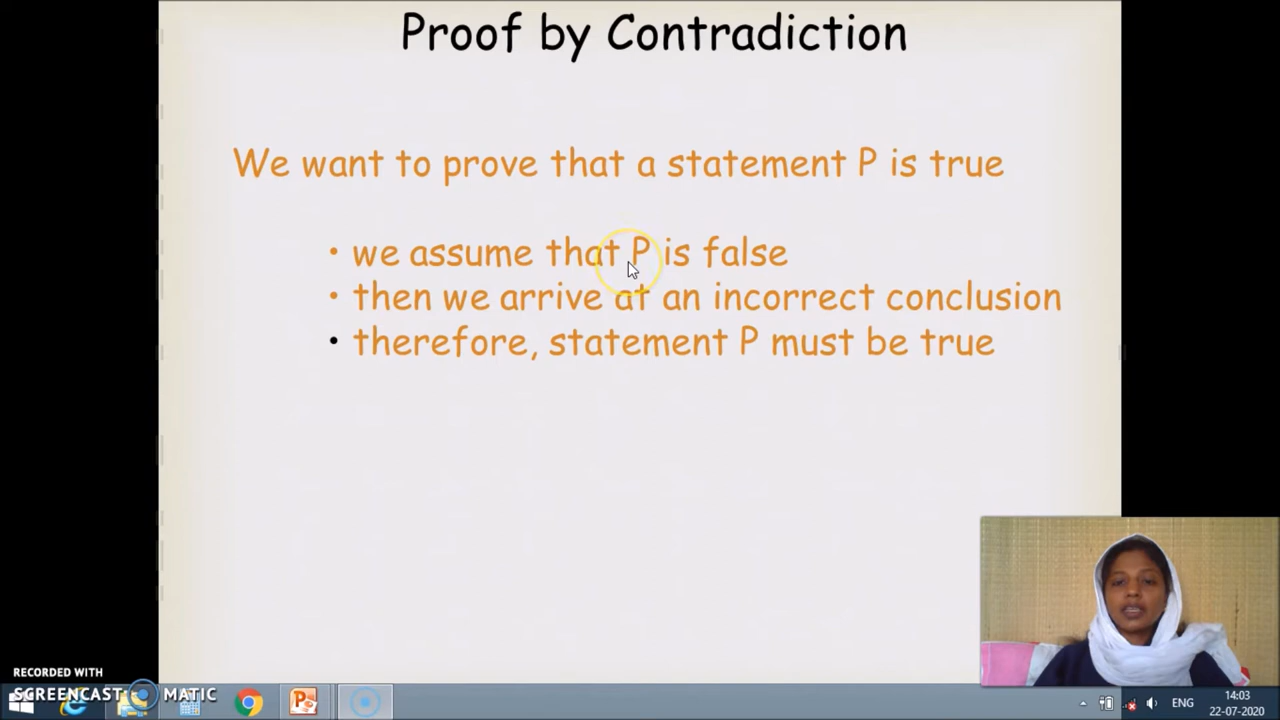 Proof by Contradiction
We want to prove that a statement P is true
• we assume that P is false
• then we arrive at an incorrect conclusion
• therefore, statement P must be true
RECORDED WITH
SCREENCAST MATIC
ENG
14:03
22-07-2020